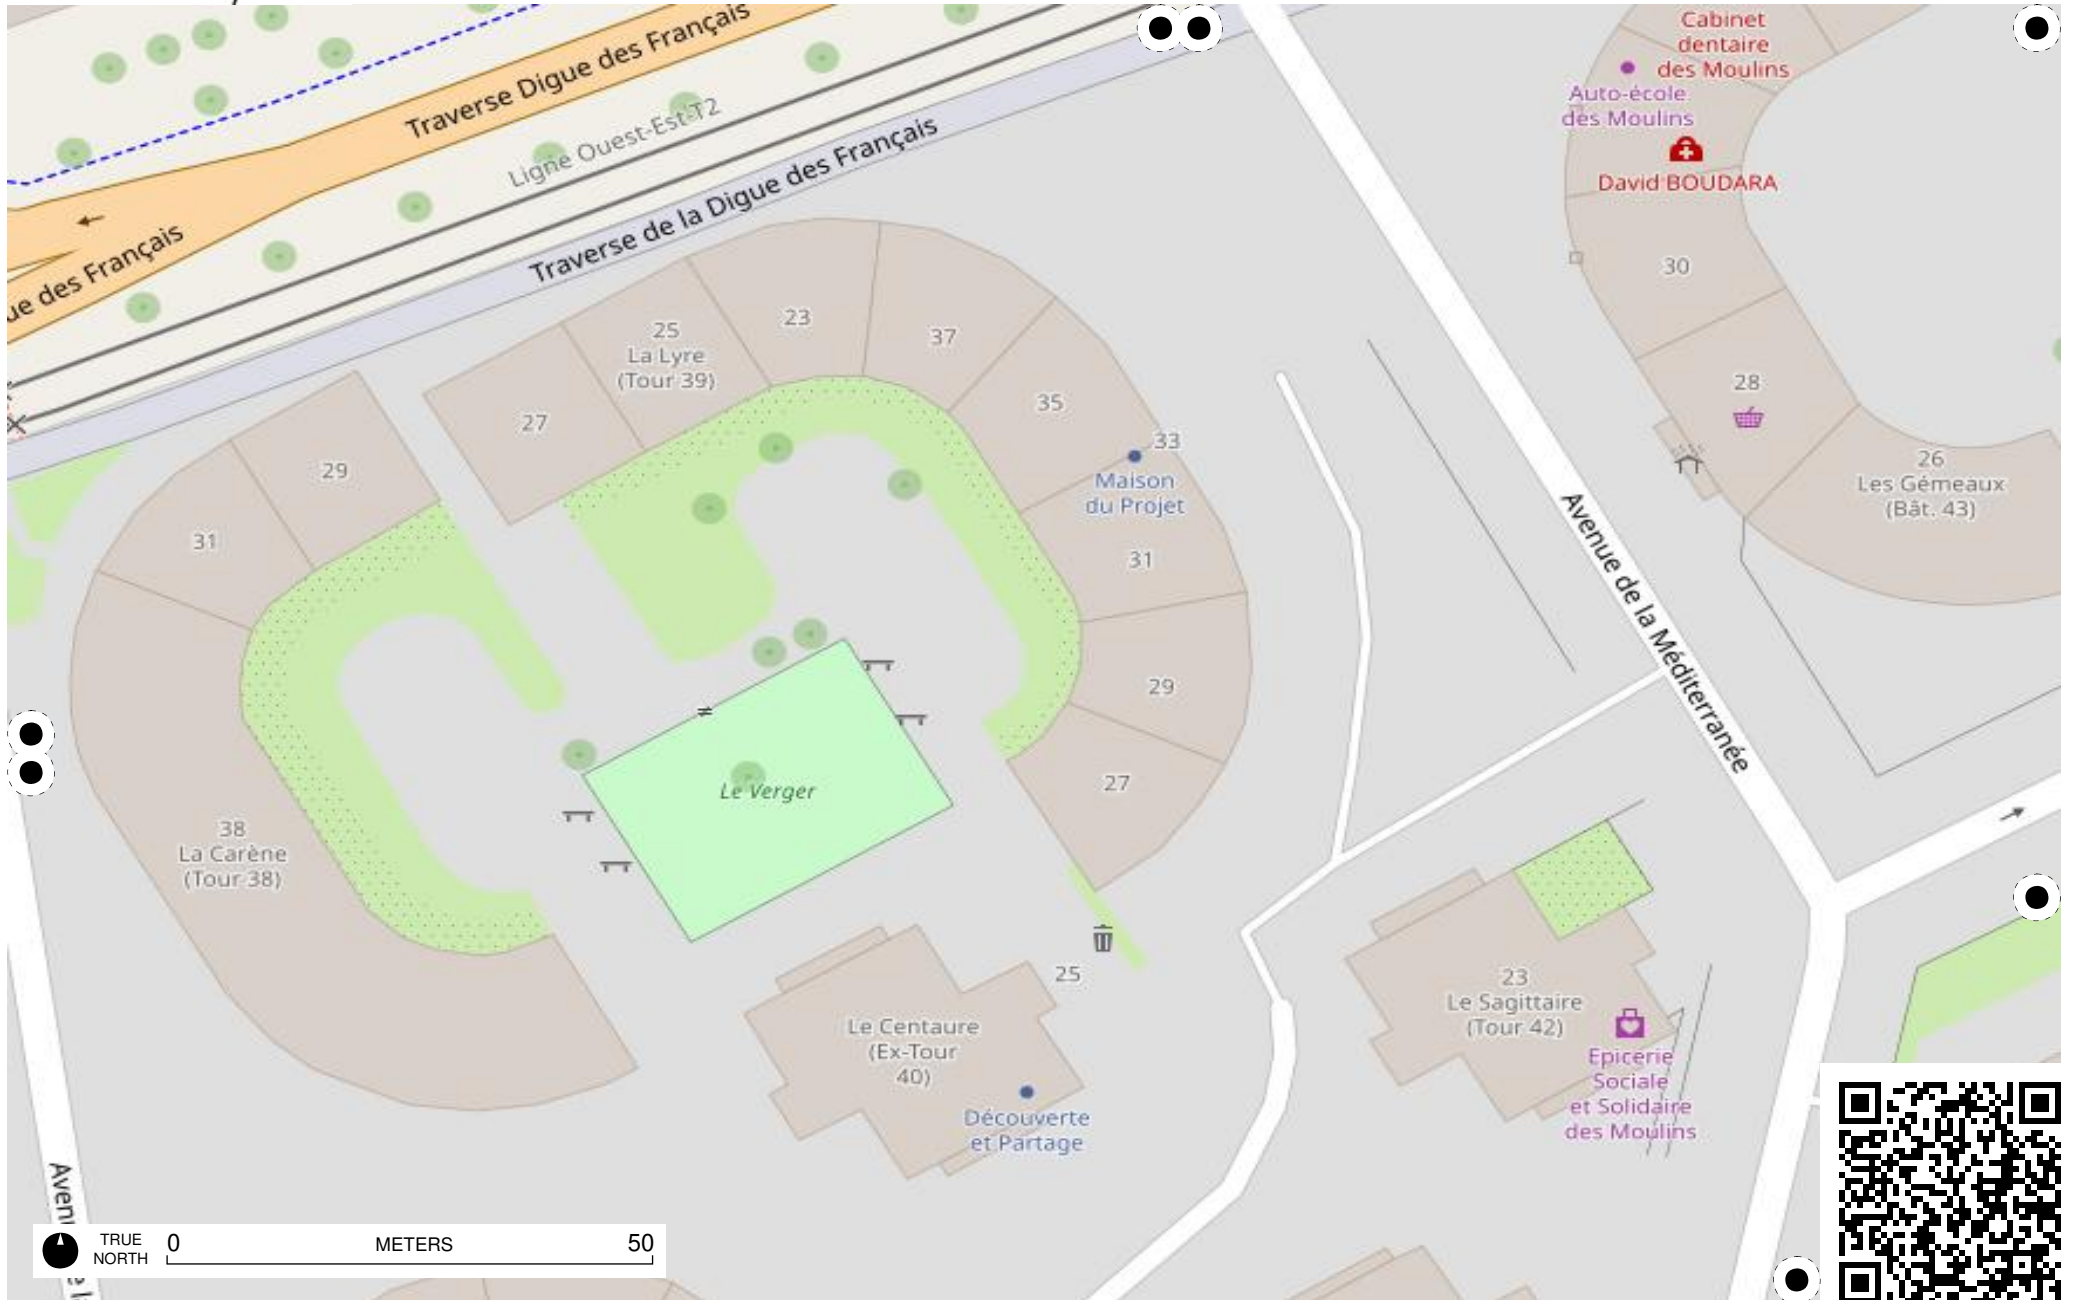 Cabinet
dentaire
des Moulins
Auto-école
des Moulins
David BOUDARA
Traverse Digue des Français
Ligne Ouest-Est T2
Traverse de la Digue des Français
ue des Français
30
28
26
Les Gémeaux
(Bât. 43)
23
25
La Lyre
(Tour 39)
37
35
33
Maison
du Projet
27
29
31
31
29
27
Le Verger
38
La Carène
(Tour 38)
Avenue de la Méditerranée
25
Le Centaure
(Ex-Tour
40)
Découverte
et Partage
23
Le Sagittaire
(Tour 42)
Epicerie
Sociale
et Solidaire
des Moulins
TRUE
NORTH
0
METERS
50